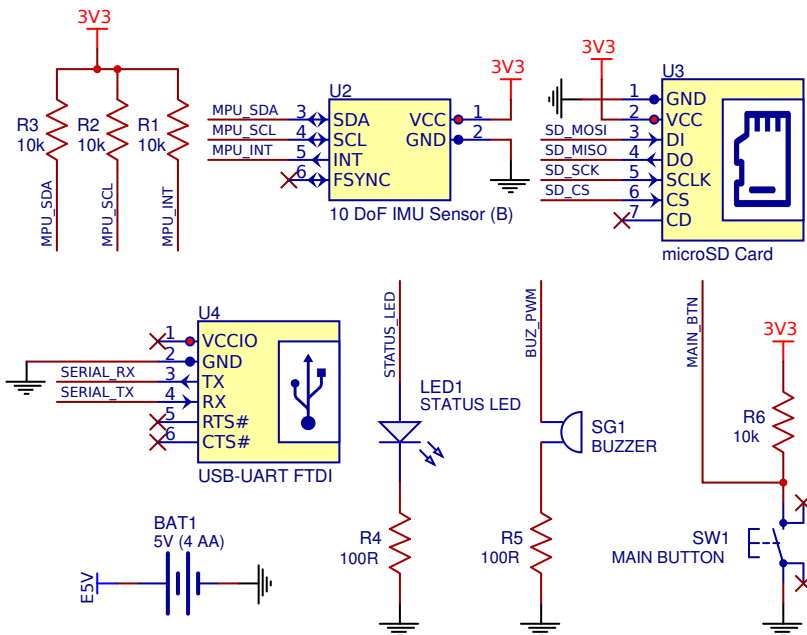 3V3
R3
10k
R2
10k
R1
10k
MPU_SDA
MPU_SCL
MPU_INT
U2
3V3
MPU_SDA
3
SDA
VCC
1
MPU_SCL
4
SCL
GND
2
MPU_INT
5
INT
6
FSYNC
10 DoF IMU Sensor (B)
3V3
U3
1
GND
2
VCC
SD_MOSI
3
DI
SD_MISO
4
DO
SD_SCK
5
SCLK
SD_CS
6
CS
7
CD
microSD Card
U4
1
VCCIO
2
GND
SERIAL_RX
3
TX
SERIAL_TX
4
RX
5
RTS#
6
CTS#
USB-UART FTDI
STATUS_LED
LED1
STATUS LED
R4
100R
BUZ_PWM
SG1
BUZZER
R5
100R
MAIN_BTN
3V3
R6
10k
SW1
MAIN BUTTON
BAT1
5V (4 AA)
E5V